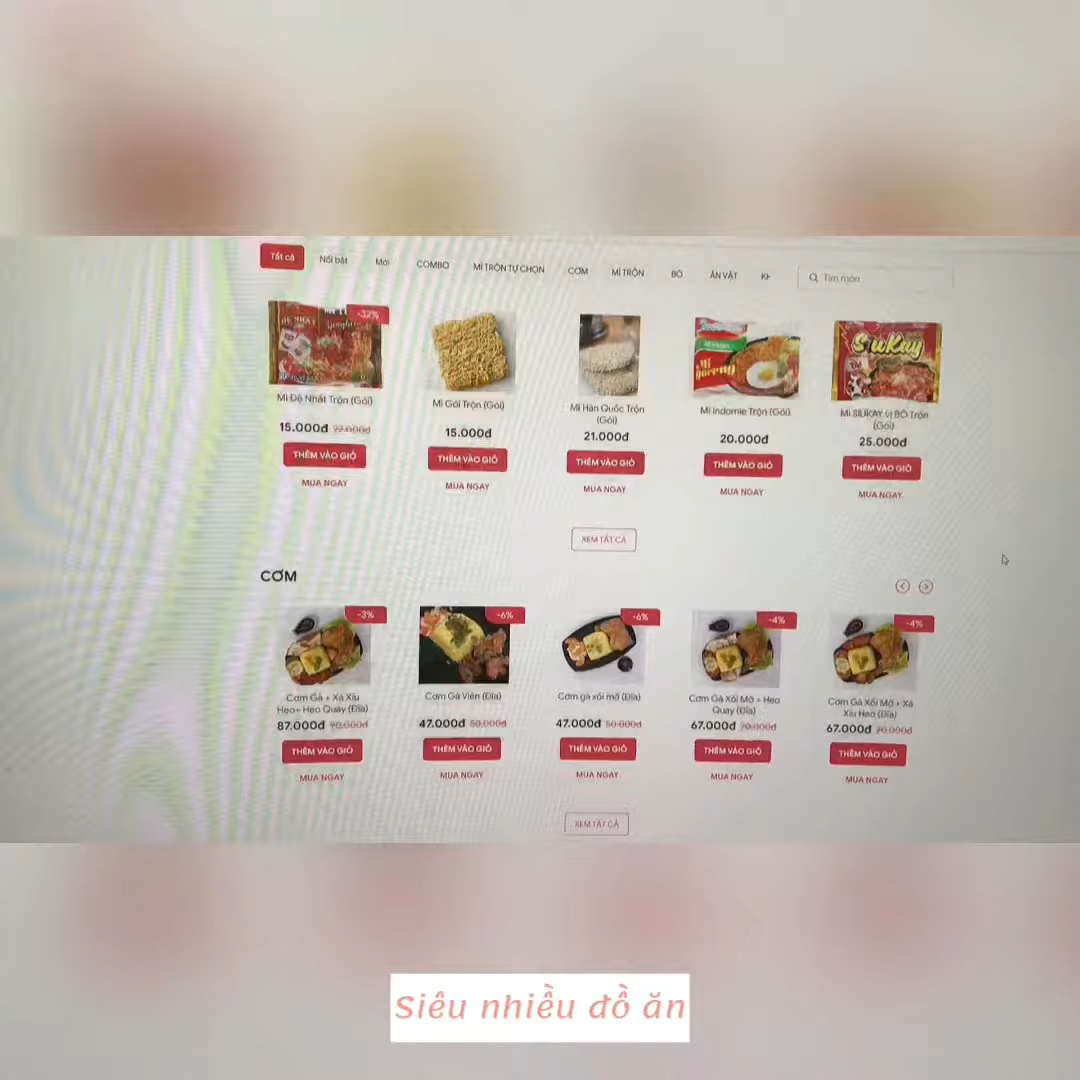 Tất cả Nổi bật Mới COMBO MÌ TRỘN TỰ CHỌN CƠM MÌ TRỘN BÒ ĂN VẶT Tìm món
-32%
Mì gói
Mi goreng
Mì Đệ Nhất Trộn (Gói)
15.000đ 22.000đ
THÊM VÀO GIỎ
MUA NGAY
Mì Gói Trộn (Gói)
15.000đ
THÊM VÀO GIỎ
MUA NGAY
Mì Hàn Quốc Trộn
(Gói)
21.000đ
THÊM VÀO GIỎ
MUA NGAY
Mì Indomie Trộn (Gói)
20.000đ
THÊM VÀO GIỎ
MUA NGAY
Mì SIUKAY vị BÒ Trộn
(Gói)
25.000đ
THÊM VÀO GIỎ
MUA NGAY
XEM TẤT CẢ
CƠM
-3%
Cơm Gà + Xá Xíu
Heo+ Heo Quay (Đĩa)
87.000đ 90.000đ
THÊM VÀO GIỎ
MUA NGAY
-6%
Cơm Gà Viên (Đĩa)
47.000đ 50.000đ
THÊM VÀO GIỎ
MUA NGAY
-6%
Cơm gà xối mỡ (Đĩa)
47.000đ 50.000đ
THÊM VÀO GIỎ
MUA NGAY
-4%
Cơm Gà Xối Mỡ + Heo
Quay (Đĩa)
67.000đ 70.000đ
THÊM VÀO GIỎ
MUA NGAY
-4%
Cơm Gà Xối Mỡ + Xá
Xíu Heo (Đĩa)
67.000đ 70.000đ
THÊM VÀO GIỎ
MUA NGAY
XEM TẤT CẢ
Siêu nhiều đồ ăn